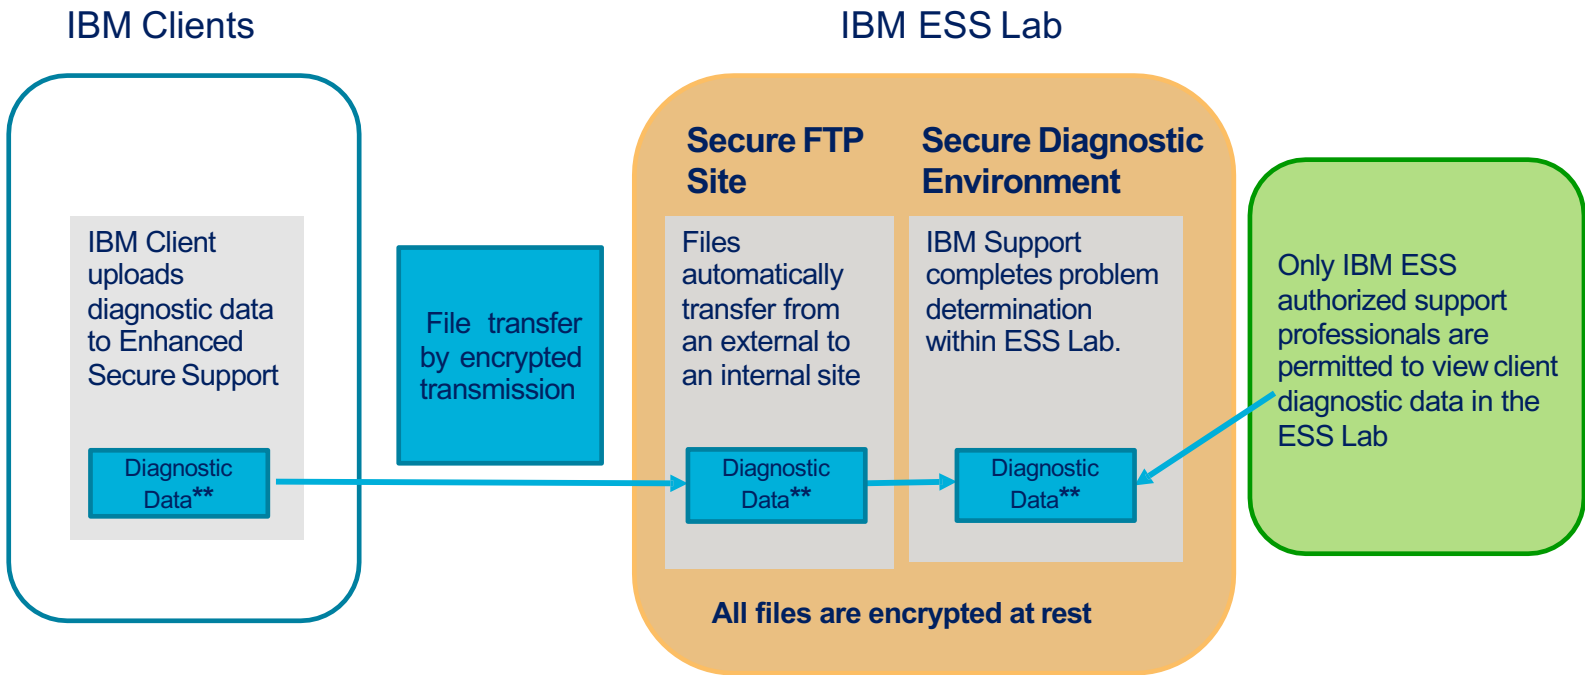 IBM Clients
IBM ESS Lab
IBM Client
uploads
diagnostic data
to Enhanced
Secure Support
Diagnostic
Data**
File transfer
by encrypted
transmission
Secure FTP
Site
Files
automatically
transfer from
an external to
an internal site
Diagnostic
Data**
Secure Diagnostic
Environment
IBM Support
completes problem
determination
within ESS Lab.
Diagnostic
Data**
All files are encrypted at rest
Only IBM ESS
authorized support
professionals are
permitted to view client
diagnostic data in the
ESS Lab